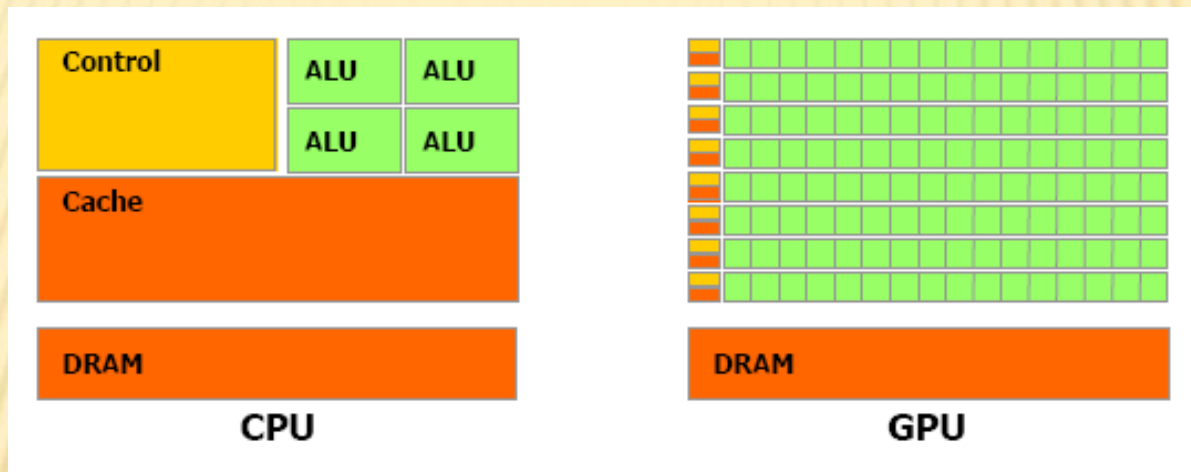 Control
ALU ALU
ALU ALU
Cache
DRAM
CPU
DRAM
GPU